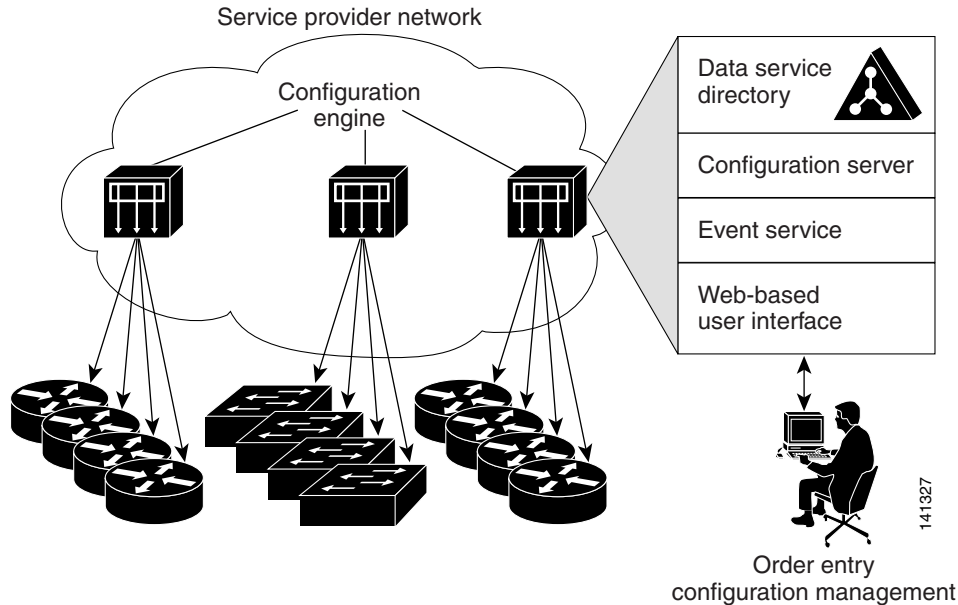 Service provider network
Configuration
engine
Data service
directory
Configuration server
Event service
Web-based
user interface
141327
Order entry
configuration management